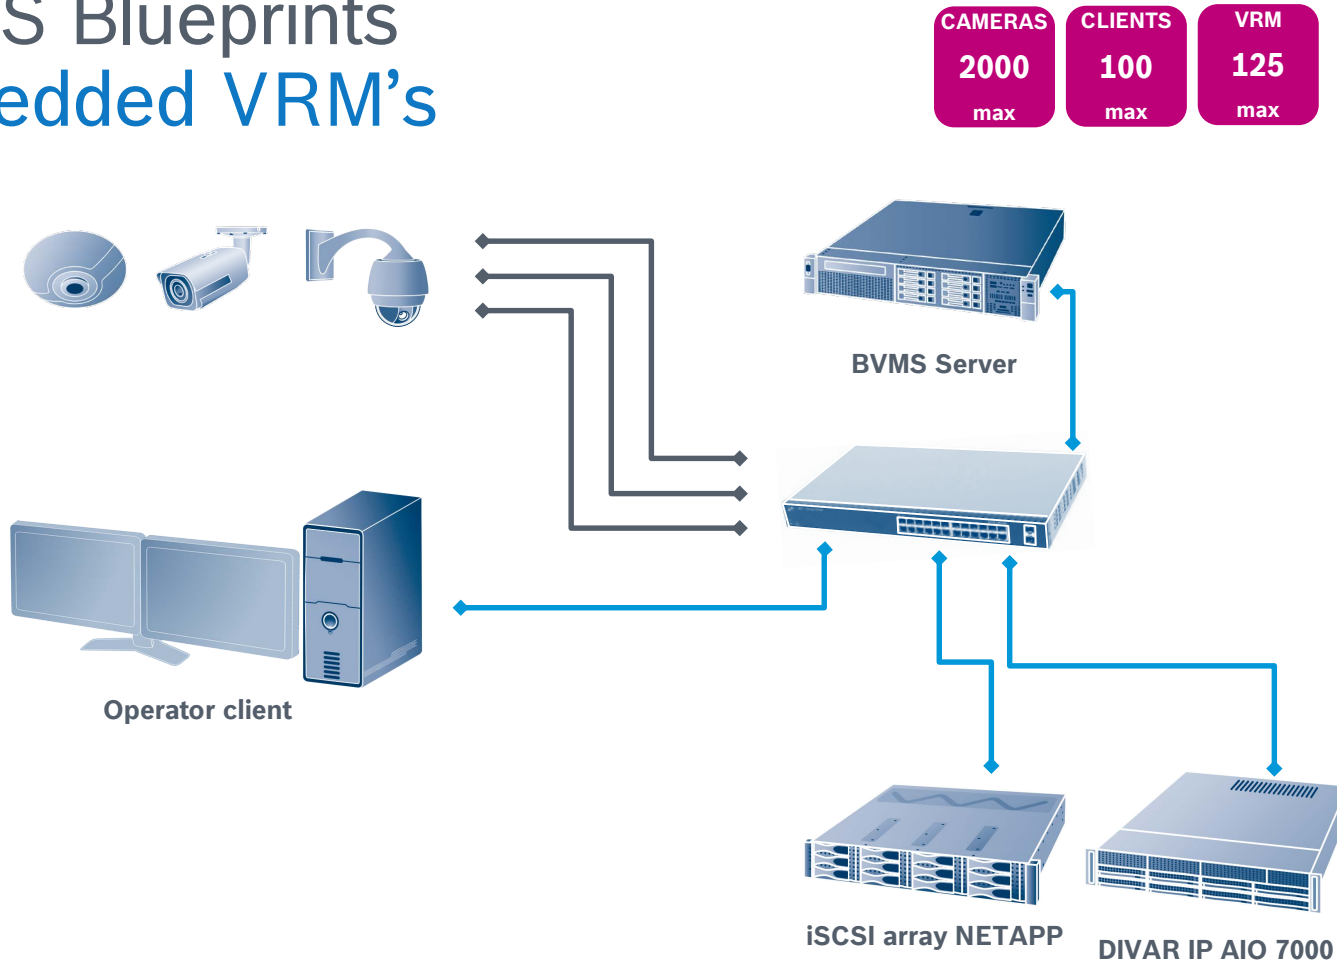 S Blueprints
edded VRM's
CAMERAS
2000
max
CLIENTS
100
max
VRM
125
max
BVMS Server
Operator client
iSCSI array NETAPP
DIVAR IP AIO 7000